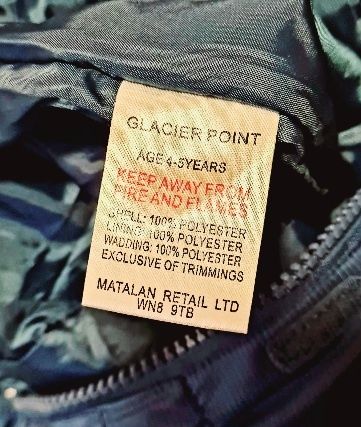 GLACIER POINT
AGE 4-5YEARS
KEEP AWAY FROM
FIRE AND FLAMES
SHELL: 100% POLYESTER
LINING: 100% POLYESTER
WADDING: 100% POLYESTER
EXCLUSIVE OF TRIMMINGS
MATALAN RETAIL LTD
WN8 9TB